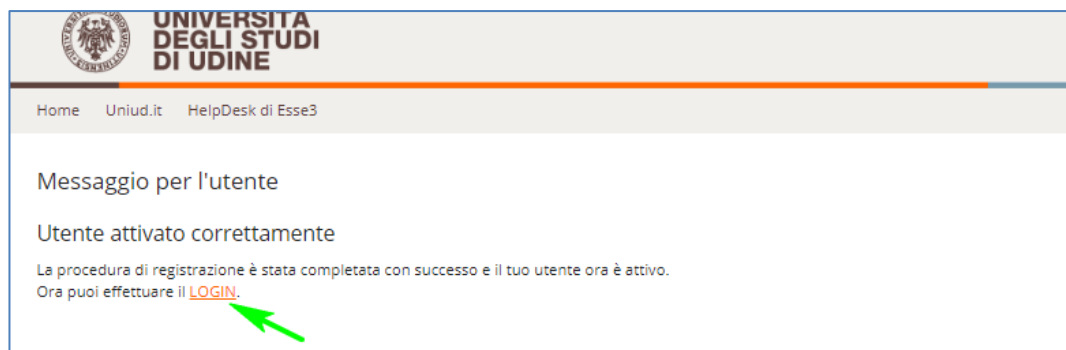 UNIVERSITÀ
DEGLI STUDI
DI UDINE
Home Uniud.it HelpDesk di Esse3
Messaggio per l'utente
Utente attivato correttamente
La procedura di registrazione è stata completata con successo e il tuo utente ora è attivo.
Ora puoi effettuare il LOGIN.